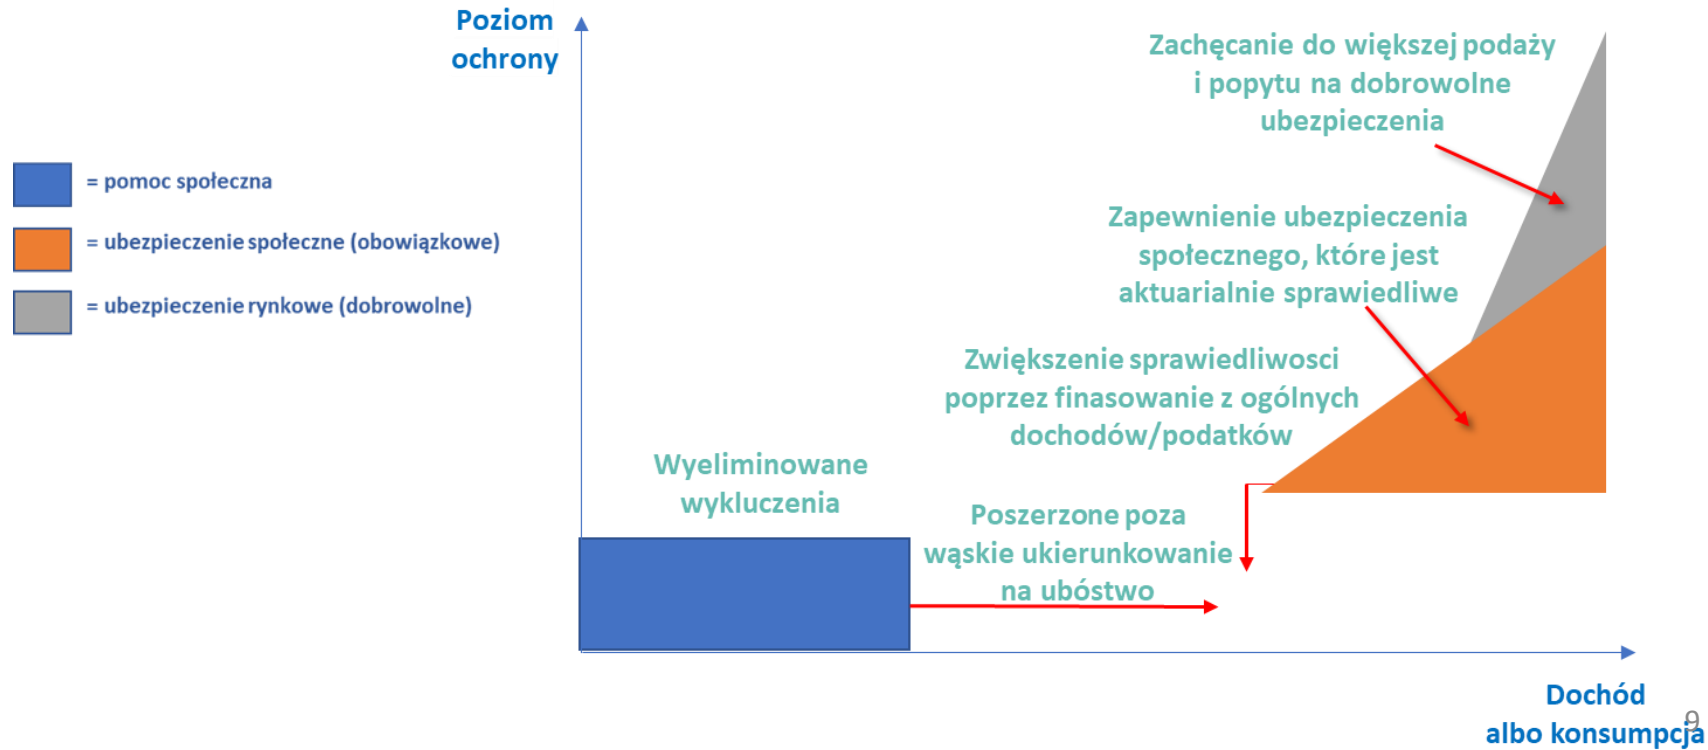 Poziom
ochrony
= pomoc społeczna
= ubezpieczenie społeczne (obowiązkowe)
= ubezpieczenie rynkowe (dobrowolne)
Zachęcanie do większej podaży
i popytu na dobrowolne
ubezpieczenia
Zapewnienie ubezpieczenia
społecznego, które jest
aktuarialnie sprawiedliwe
Zwiększenie sprawiedliwosci
poprzez finasowanie z ogólnych
dochodów/podatków
Wyeliminowane
wykluczenia
Poszerzone poza
wąskie ukierunkowanie
na ubóstwo
Dochód
albo konsumpcja
9